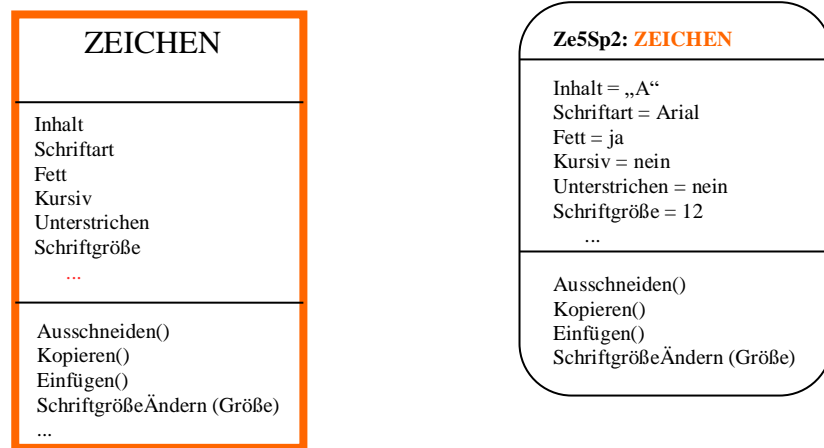 ZEICHEN
Inhalt
Schriftart
Fett
Kursiv
Unterstrichen
Schriftgröße
...
Ausschneiden()
Kopieren()
Einfügen()
SchriftgrößeÄndern (Größe)
...
Ze5Sp2: ZEICHEN
Inhalt = „A“
Schriftart = Arial
Fett = ja
Kursiv = nein
Unterstrichen = nein
Schriftgröße = 12
...
Ausschneiden()
Kopieren()
Einfügen()
SchriftgrößeÄndern (Größe)